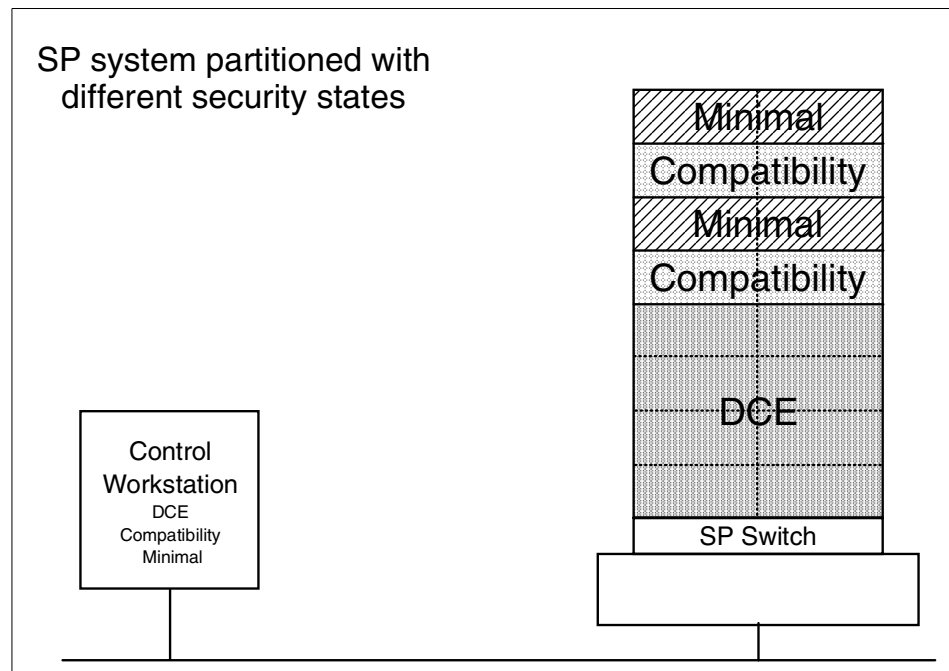 SP system partitioned with
different security states
Minimal
Compatibility
Minimal
Compatibility
DCE
SP Switch
Control
Workstation
DCE
Compatibility
Minimal